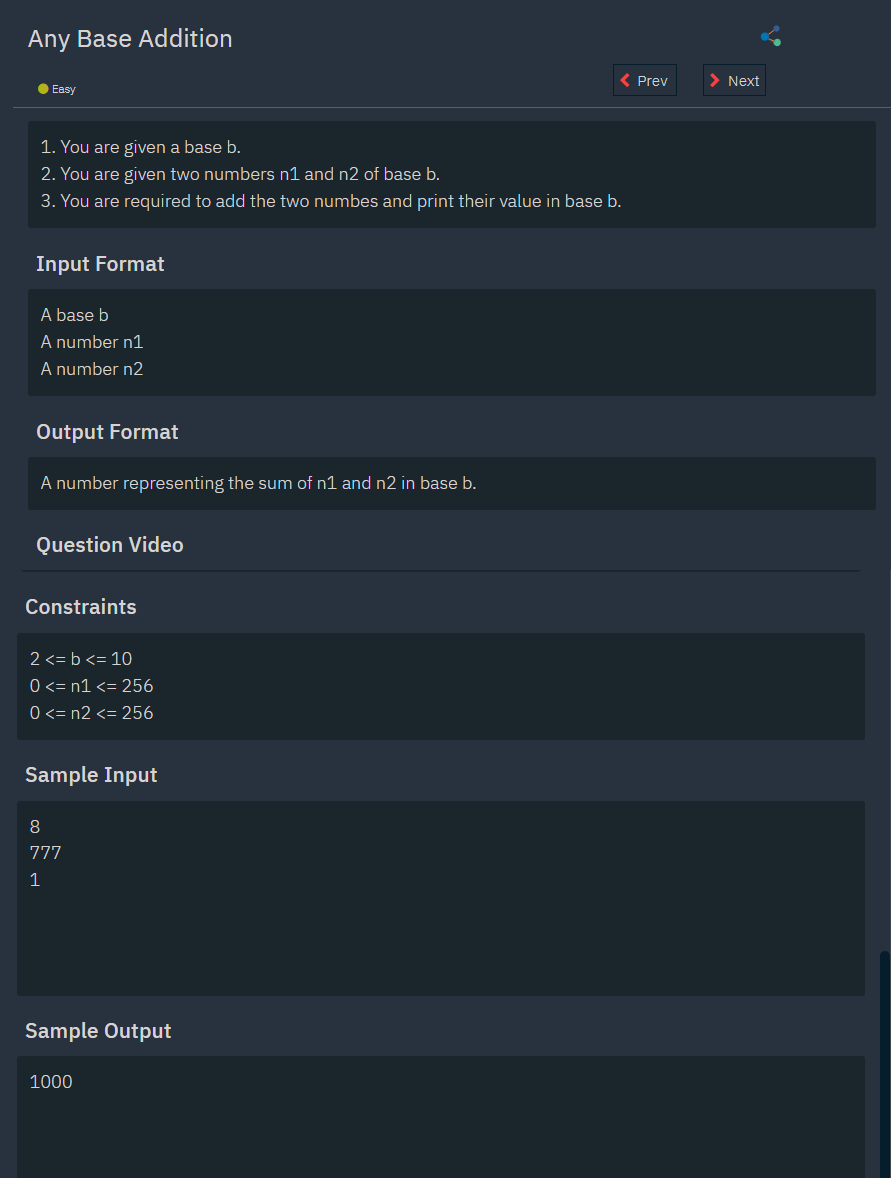 Any Base Addition
Easy
Prev
Next
1. You are given a base b.
2. You are given two numbers n1 and n2 of base b.
3. You are required to add the two numbes and print their value in base b.
Input Format
A base b
A number n1
A number n2
Output Format
A number representing the sum of n1 and n2 in base b.
Question Video
Constraints
2 <= b <= 10
0 <= n1 <= 256
0 <= n2 <= 256
Sample Input
8
777
1
Sample Output
1000